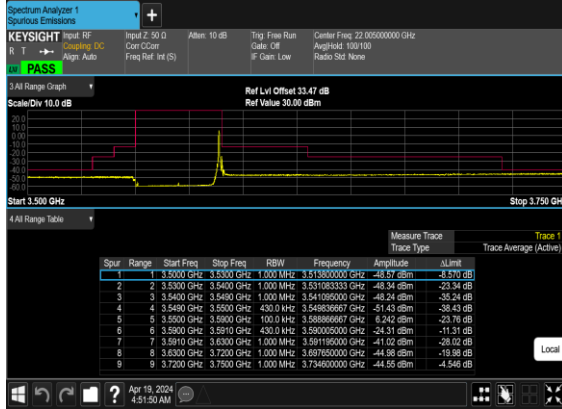 Spectrum Analyzer 1
Spurious Emissions
KEYSIGHT Input: RF Input Z: 50 Ω Atten: 10 dB Trig: Free Run Center Freq: 22.005000000 GHz
R T Coupling: DC Corr CCorr Gate: Off Avg|Hold: 100/100
Align: Auto Freq Ref: Int (S) IF Gain: Low Radio Std: None
PASS
3 All Range Graph
Ref Lvl Offset 33.47 dB
Scale/Div 10.0 dB Ref Value 30.00 dBm
20.0
10.0
0.00
-10.0
-20.0
-30.0
-40.0
-50.0
-60.0
Start 3.500 GHz Stop 3.750 GH
4 All Range Table
Measure Trace Trace 1
Trace Type Trace Average (Active)
Spur Range Start Freq Stop Freq RBW Frequency Amplitude ΔLimit
1 1 3.5000 GHz 3.5300 GHz 1.000 MHz 3.513800000 GHz -48.57 dBm -8.570 dB
2 2 3.5300 GHz 3.5400 GHz 1.000 MHz 3.531083333 GHz -48.34 dBm -23.34 dB
3 3 3.5400 GHz 3.5490 GHz 1.000 MHz 3.541095000 GHz -48.24 dBm -35.24 dB
4 4 3.5490 GHz 3.5500 GHz 430.0 kHz 3.549836667 GHz -51.43 dBm -38.43 dB
5 5 3.5500 GHz 3.5900 GHz 100.0 kHz 3.588866667 GHz 6.242 dBm -23.76 dB
6 6 3.5900 GHz 3.5910 GHz 430.0 kHz 3.590005000 GHz -24.31 dBm -11.31 dB
7 7 3.5910 GHz 3.6300 GHz 1.000 MHz 3.591195000 GHz -41.02 dBm -28.02 dB
8 8 3.6300 GHz 3.7200 GHz 1.000 MHz 3.697650000 GHz -44.98 dBm -19.98 dB
9 9 3.7200 GHz 3.7500 GHz 1.000 MHz 3.734600000 GHz -44.55 dBm -4.546 dB
Local
? Apr 19, 2024
4:51:50 AM